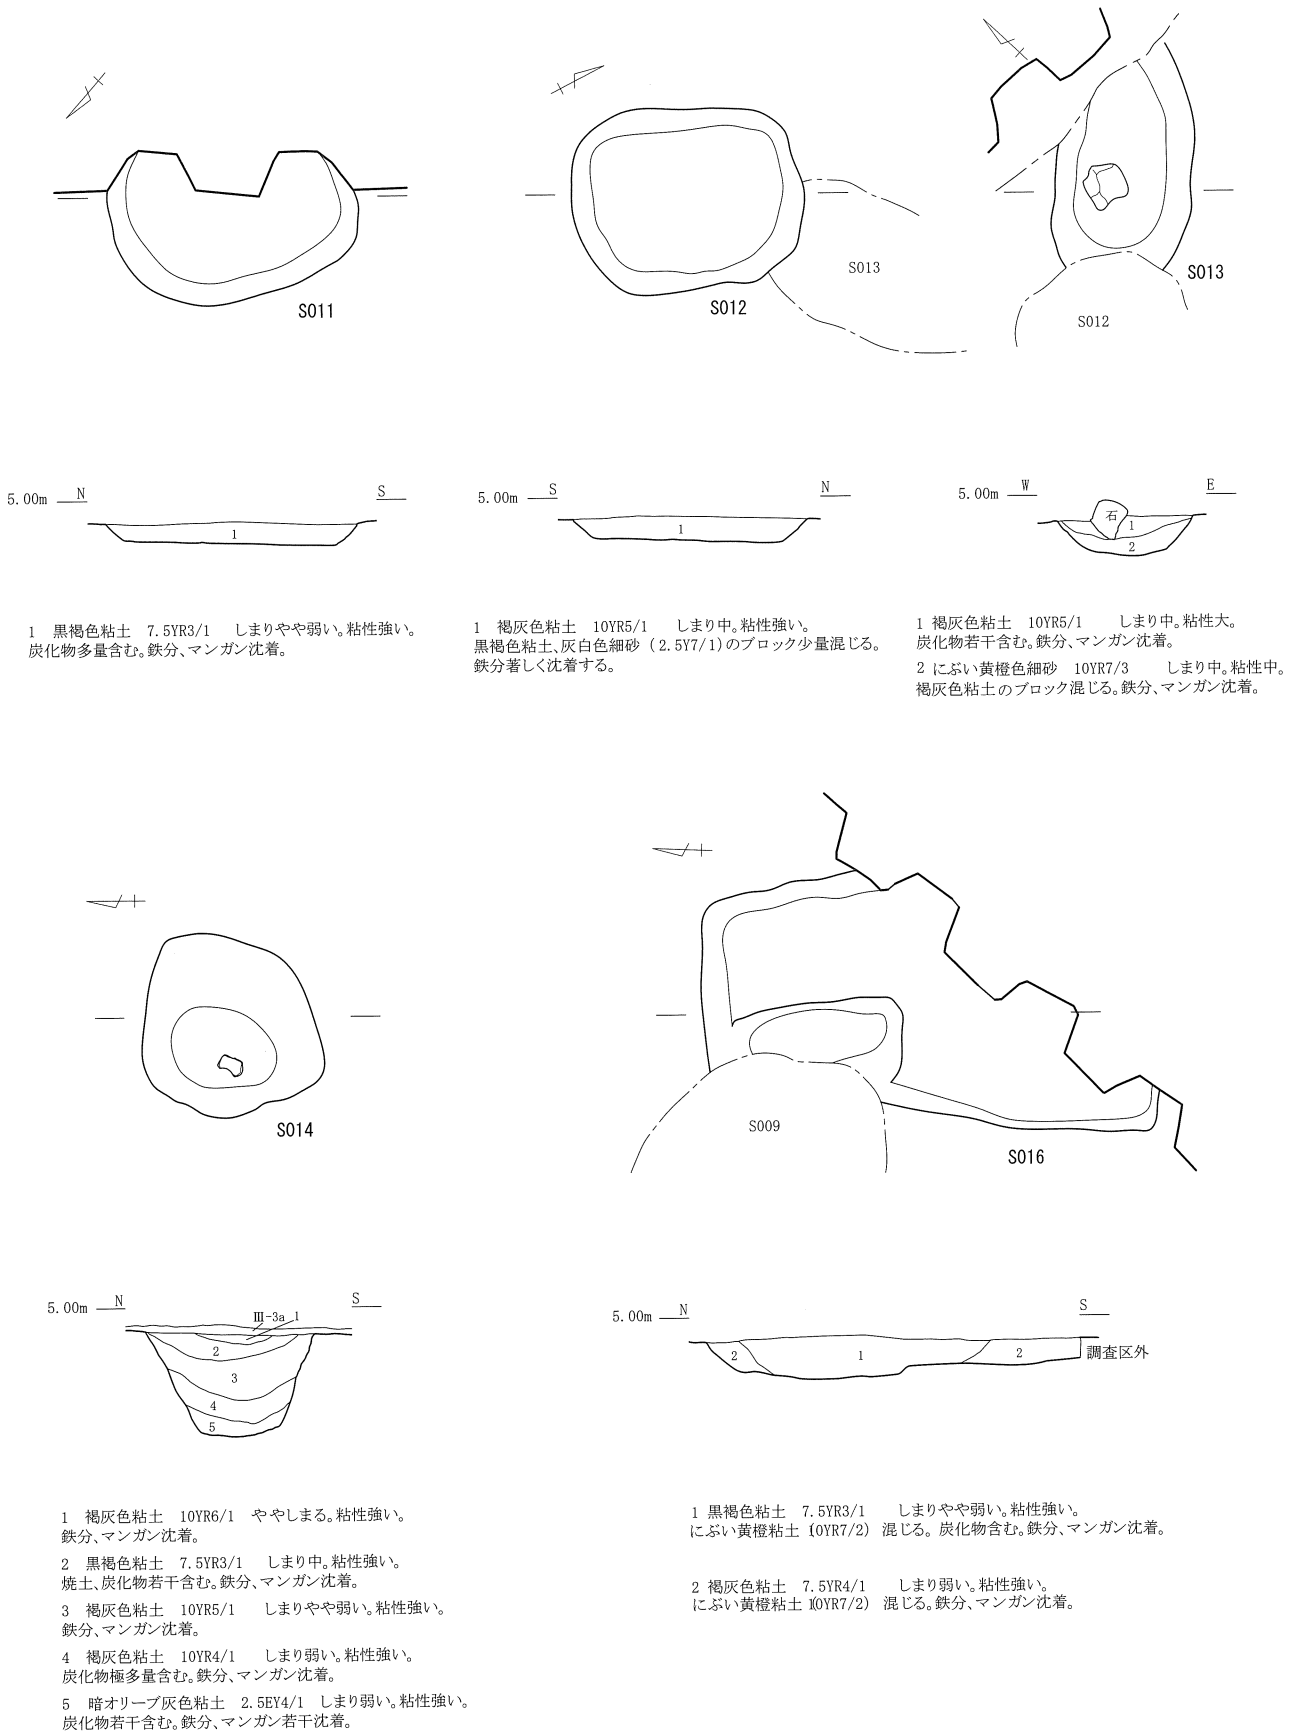 S011
S012
S013
S013
S012
5.00m N S
1
5.00m S N
1
5.00m W E
石
1
2
1 黒褐色粘土 7.5YR3/1 しまりやや弱い。粘性強い。
炭化物多量含む。鉄分、マンガン沈着。
1 褐灰色粘土 10YR5/1 しまり中。粘性強い。
黒褐色粘土、灰白色細砂 (2.5Y7/1)のブロック少量混じる。
鉄分著しく沈着する。
1 褐灰色粘土 10YR5/1 しまり中。粘性大。
炭化物若干含む。鉄分、マンガン沈着。
2 にぶい黄橙色細砂 10YR7/3 しまり中。粘性中。
褐灰色粘土のブロック混じる。鉄分、マンガン沈着。
S014
S009
S016
5.00m N S
Ⅲ-3a 1
2
3
4
5
5.00m N S
2 1 2 調査区外
1 褐灰色粘土 10YR6/1 ややしまる。粘性強い。
鉄分、マンガン沈着。
2 黒褐色粘土 7.5YR3/1 しまり中。粘性強い。
焼土、炭化物若干含む。鉄分、マンガン沈着。
3 褐灰色粘土 10YR5/1 しまりやや弱い。粘性強い。
鉄分、マンガン沈着。
4 褐灰色粘土 10YR4/1 しまり弱い。粘性強い。
炭化物極多量含む。鉄分、マンガン沈着。
5 暗オリーブ灰色粘土 2.5EY4/1 しまり弱い。粘性強い。
炭化物若干含む。鉄分、マンガン若干沈着。
1 黒褐色粘土 7.5YR3/1 しまりやや弱い。粘性強い。
にぶい黄橙粘土 (10YR7/2) 混じる。炭化物含む。鉄分、マンガン沈着。
2 褐灰色粘土 7.5YR4/1 しまり弱い。粘性強い。
にぶい黄橙粘土 (10YR7/2) 混じる。鉄分、マンガン沈着。